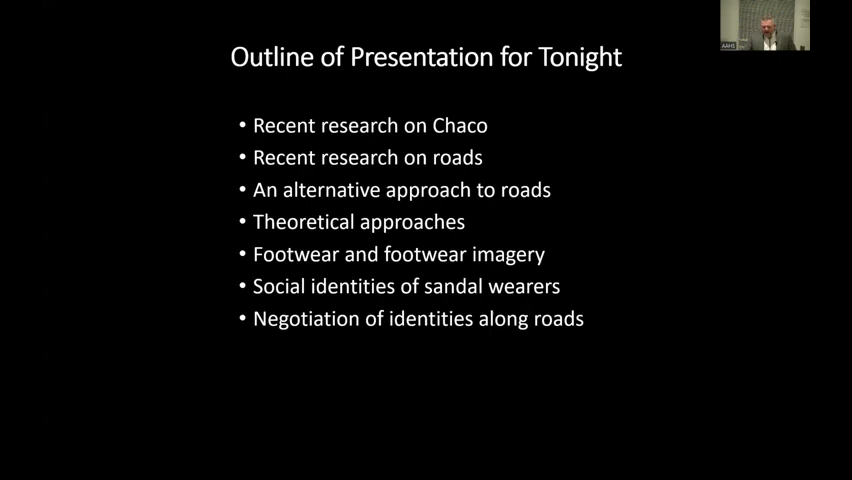 Outline of Presentation for Tonight
• Recent research on Chaco
• Recent research on roads
• An alternative approach to roads
• Theoretical approaches
• Footwear and footwear imagery
• Social identities of sandal wearers
• Negotiation of identities along roads
AAHS